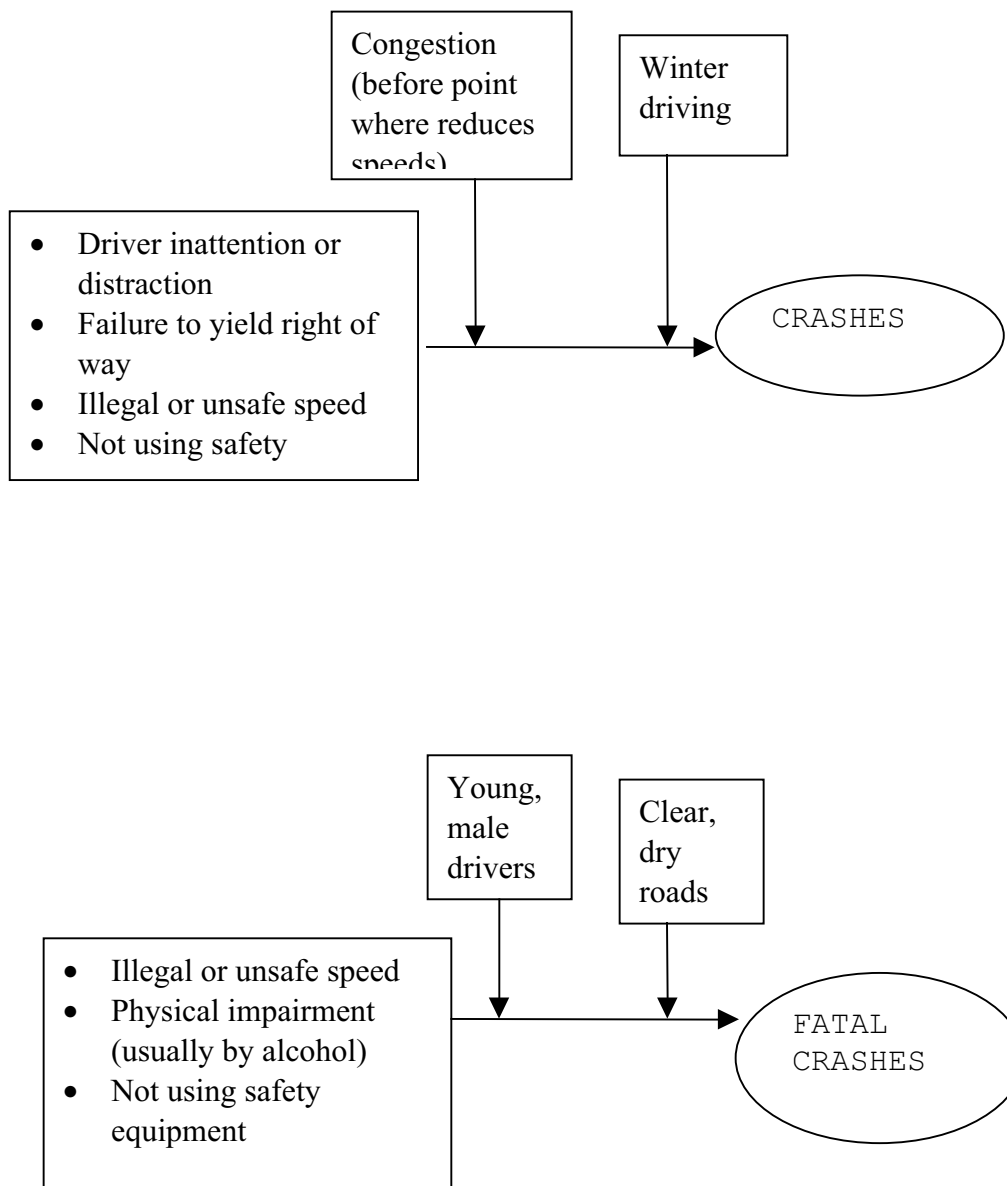 Congestion
(before point
where reduces
speeds)
Winter
driving
• Driver inattention or
distraction
• Failure to yield right of
way
• Illegal or unsafe speed
• Not using safety
CRASHES
Young,
male
drivers
Clear,
dry
roads
• Illegal or unsafe speed
• Physical impairment
(usually by alcohol)
• Not using safety
equipment
FATAL
CRASHES